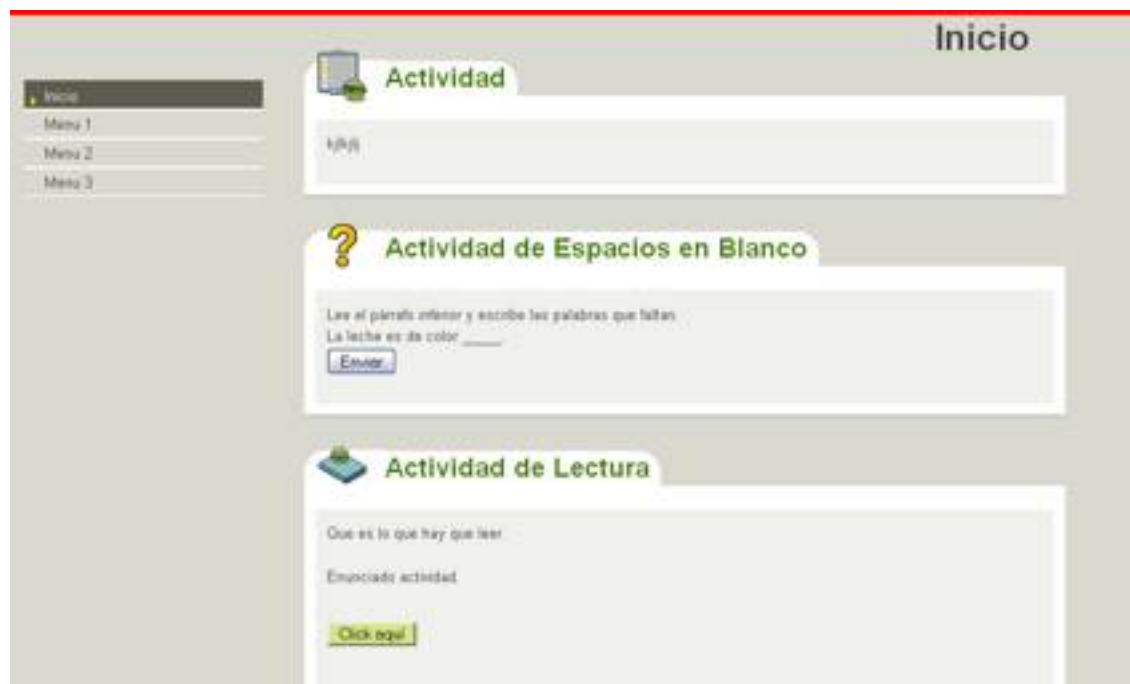 Inicio
Inicio
Menu 1
Menu 2
Menu 3
Actividad
Actividad de Espacios en Blanco
Lee el párrafo inferior y escribe las palabras que faltan
La leche es de color _____
Enviar
Actividad de Lectura
Que es lo que hay que leer
Enunciado actividad.
Click aquí